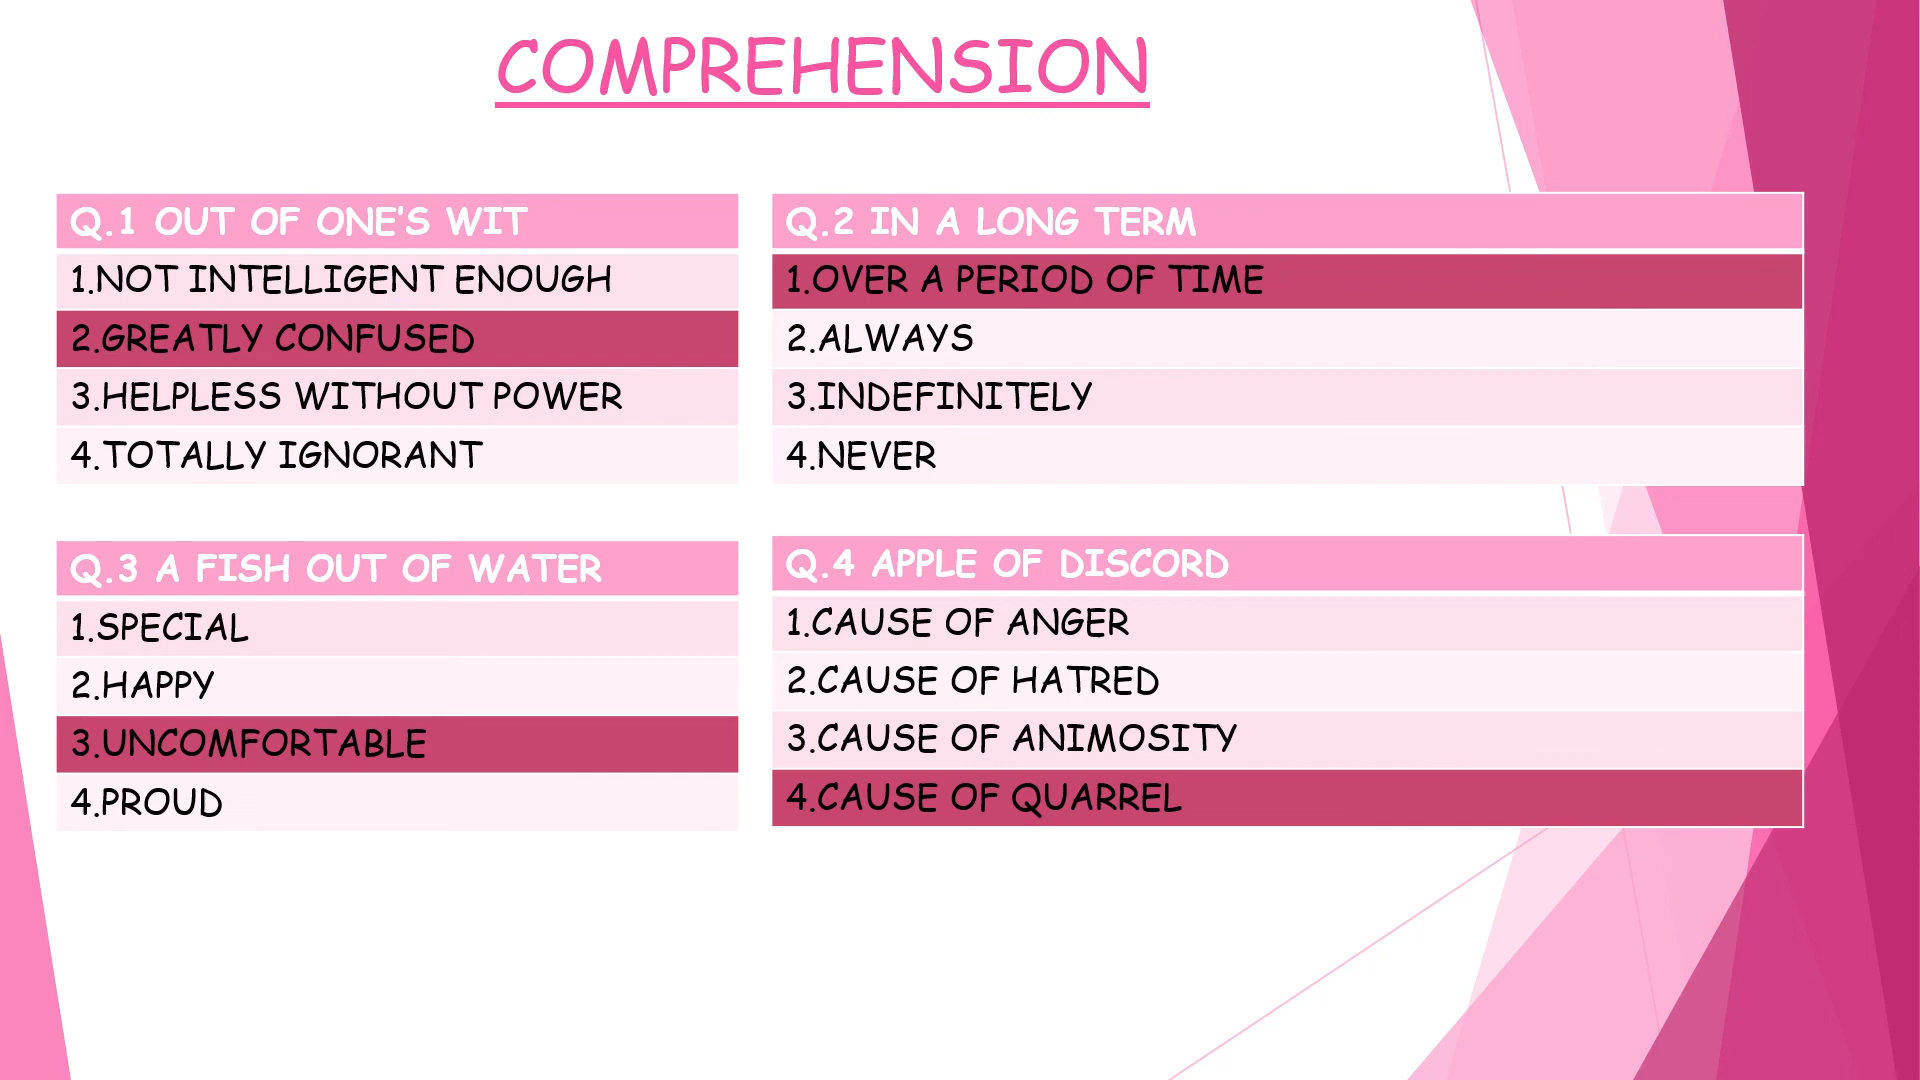 COMPREHENSION
Q.1 OUT OF ONE’S WIT
1.NOT INTELLIGENT ENOUGH
2.GREATLY CONFUSED
3.HELPLESS WITHOUT POWER
4.TOTALLY IGNORANT
Q.2 IN A LONG TERM
1.OVER A PERIOD OF TIME
2.ALWAYS
3.INDEFINITELY
4.NEVER
Q.3 A FISH OUT OF WATER
1.SPECIAL
2.HAPPY
3.UNCOMFORTABLE
4.PROUD
Q.4 APPLE OF DISCORD
1.CAUSE OF ANGER
2.CAUSE OF HATRED
3.CAUSE OF ANIMOSITY
4.CAUSE OF QUARREL